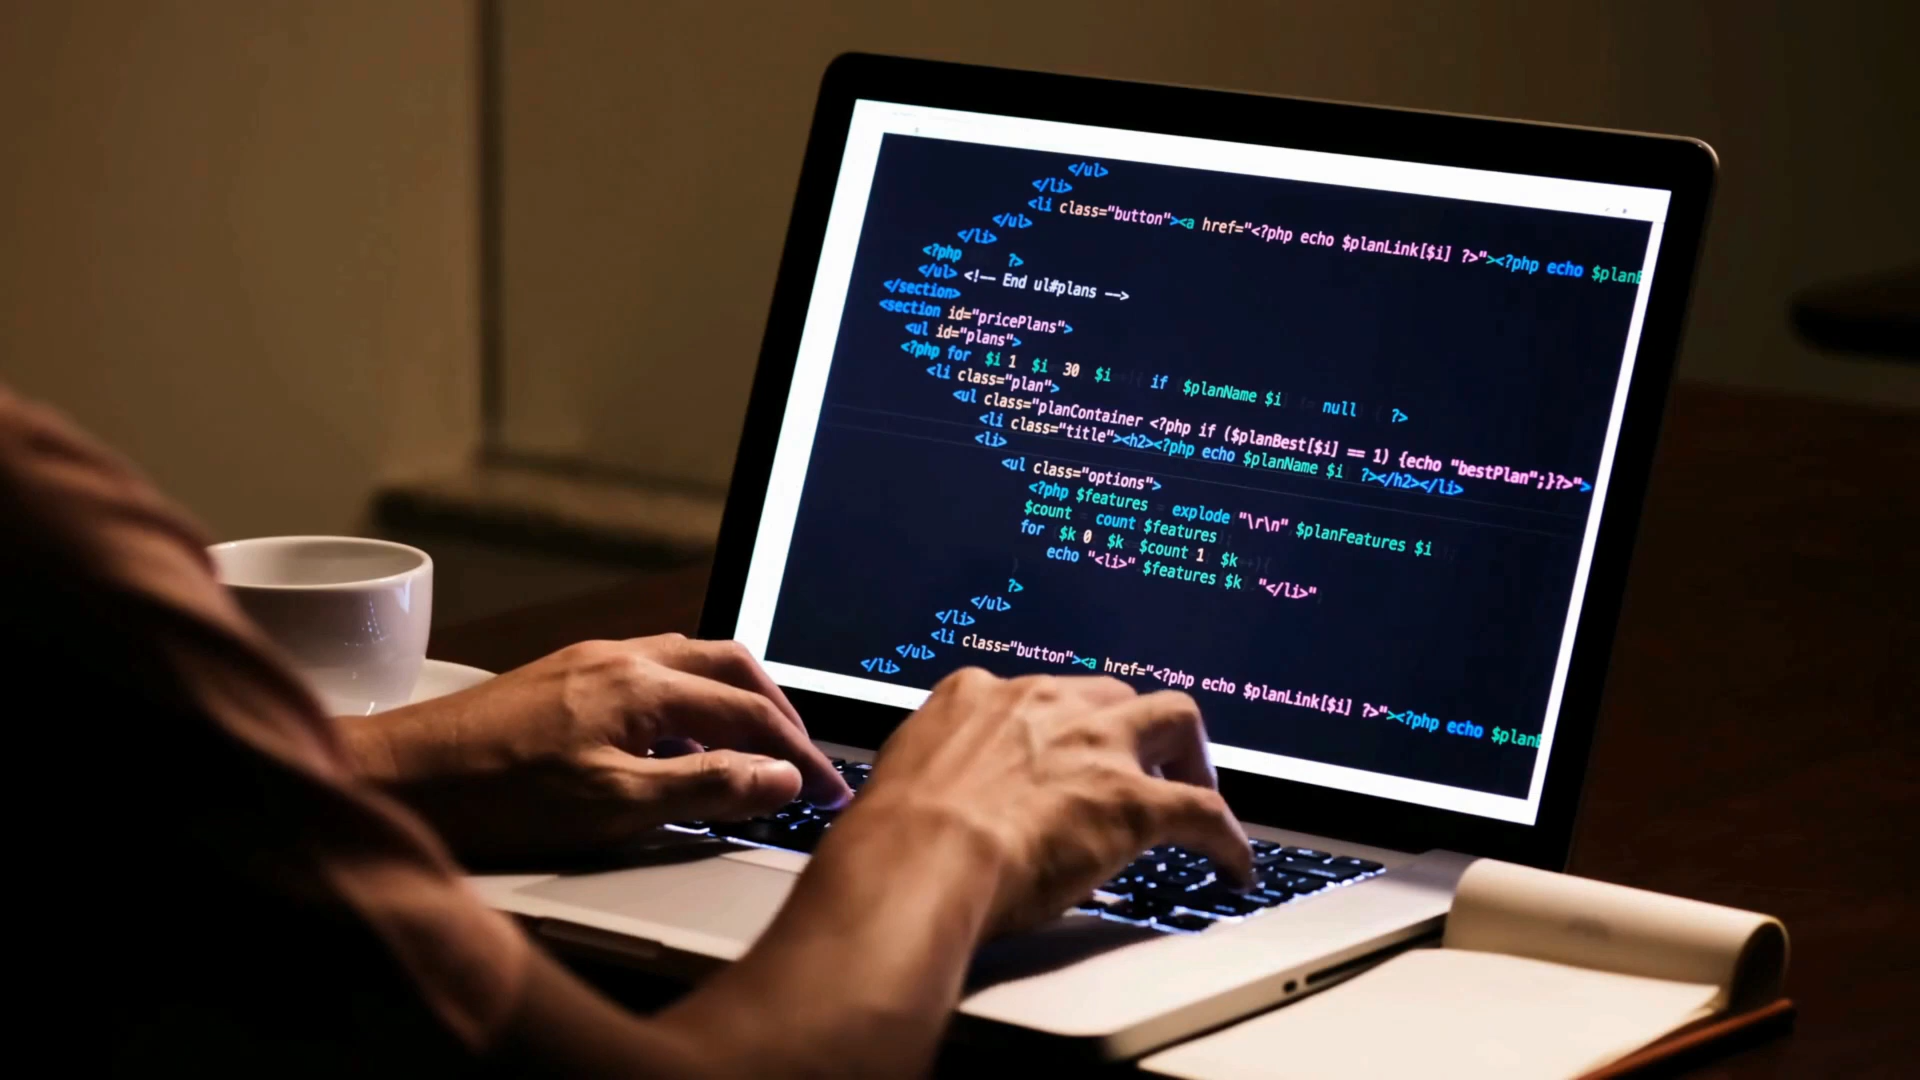 </ul>
</li>
<li class="button"><a href="<?php echo $planLink[$i] ?>"><?php echo
</ul>
</li>
<?php ?>
</ul> <!-- End ul#plans -->
</section>
<section id="pricePlans">
<ul id="plans">
<?php for $i 1 $i 30 $i if $planName $i null ?>
<li class="plan">
<ul class="planContainer <?php if ($planBest[$i] == 1) {echo "bestPlan";}?>">
<li class="title"><h2><?php echo $planName $i ?></h2></li>
<li>
<ul class="options">
<?php $features = explode "\r\n" $planFeatures $i
$count = count $features
for $k 0 $k $count 1 $k
echo "<li>" $features $k "</li>"
?>
</ul>
</li>
<li class="button"><a href="<?php echo $planLink[$i] ?>"><?php echo
</ul>
</li>